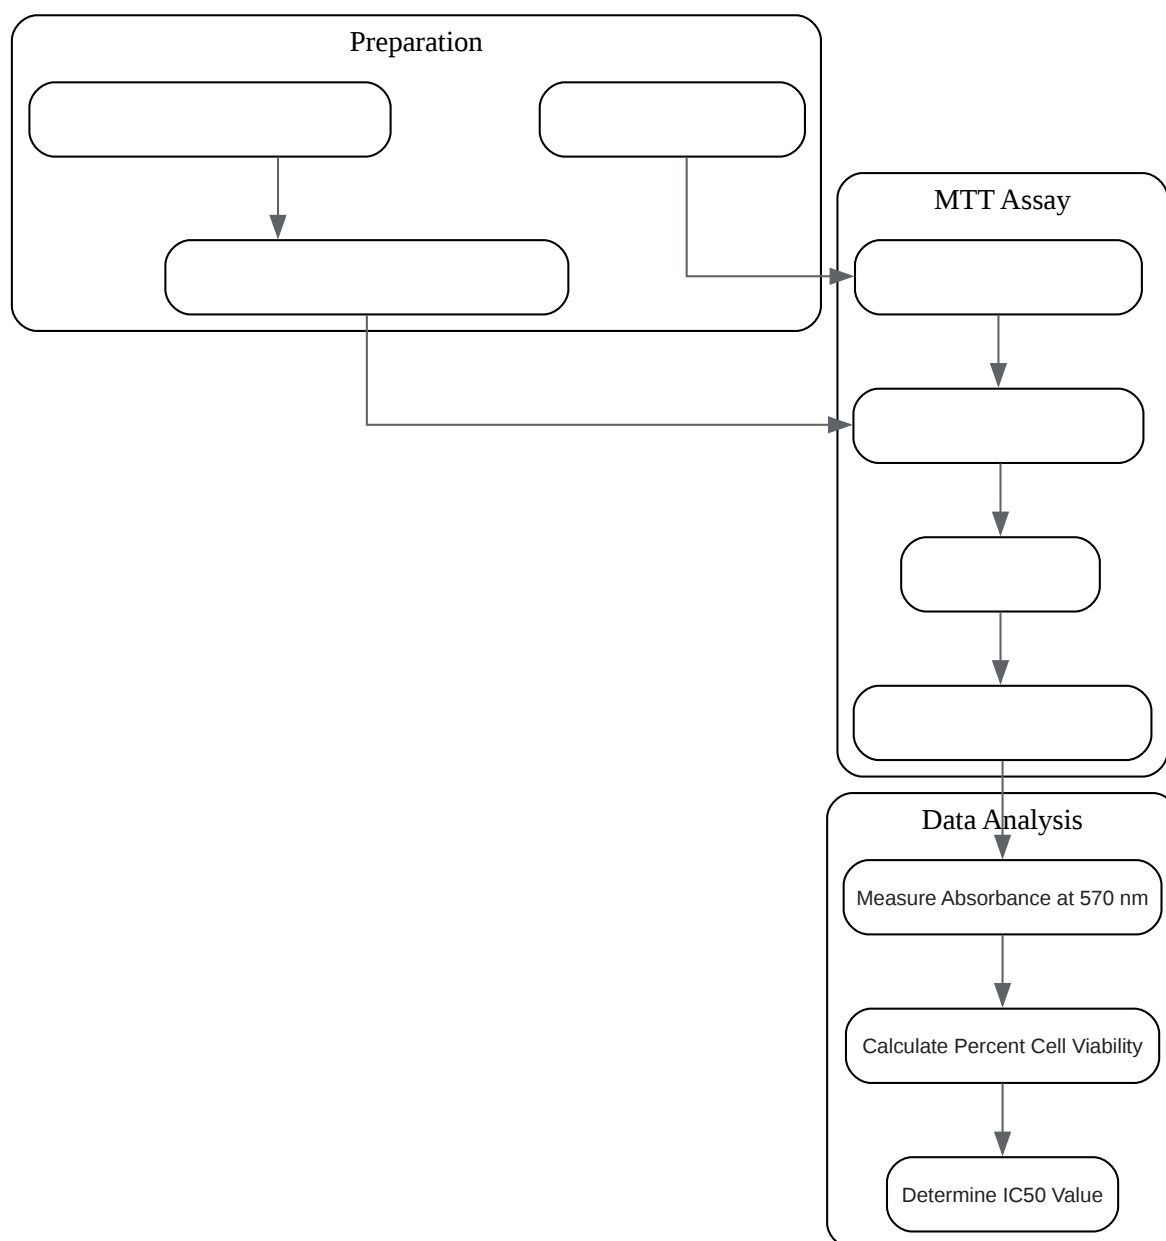 Preparation
MTT Assay
Data Analysis
Measure Absorbance at 570 nm
Calculate Percent Cell Viability
Determine IC50 Value